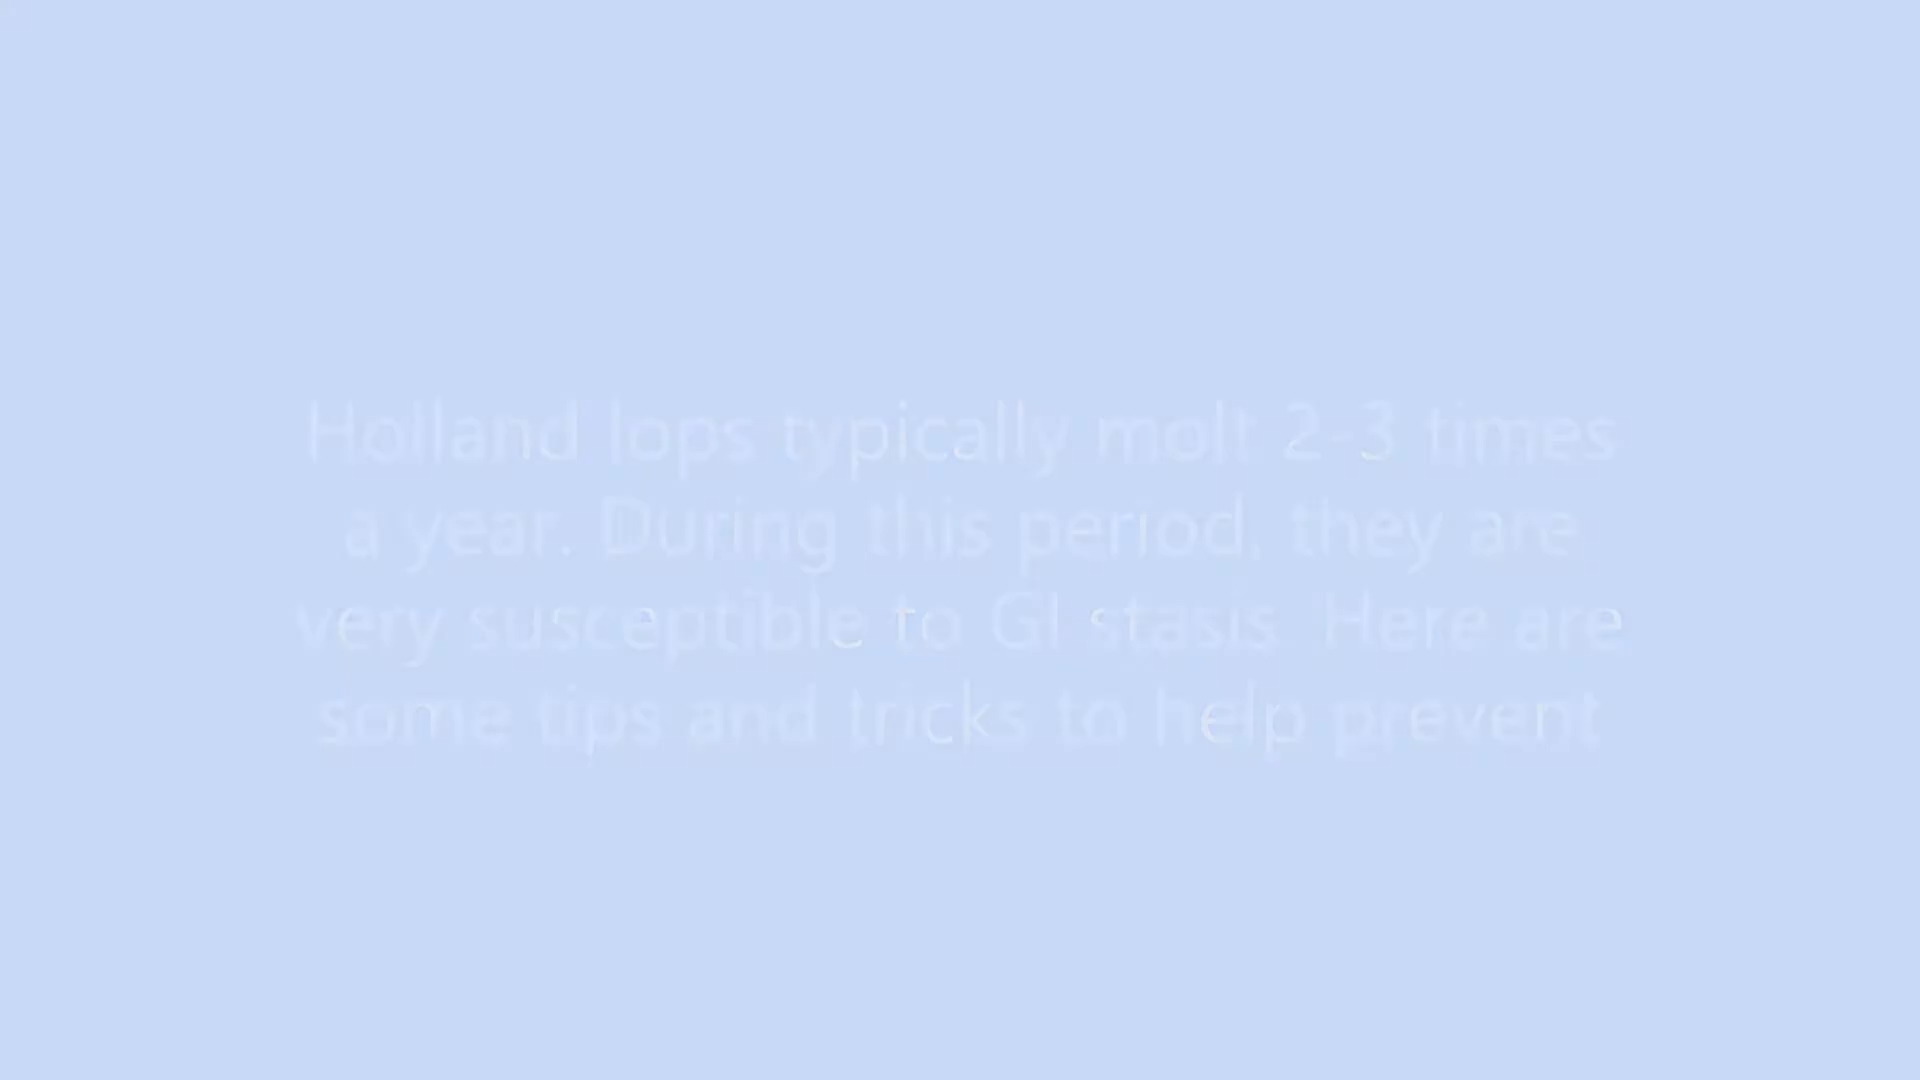 Holland lops typically molt 2-3 times
a year. During this period, they are
very susceptible to GI stasis. Here are
some tips and tricks to help prevent